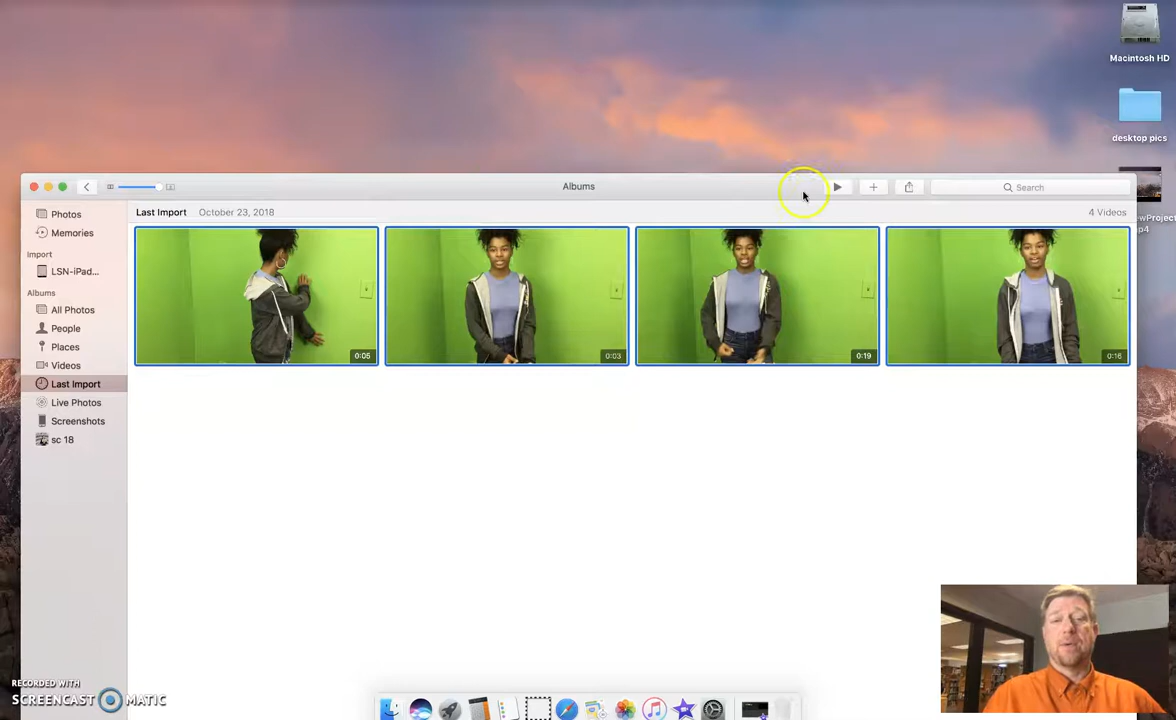 Macintosh HD
desktop pics
Albums
Search
Last Import October 23, 2018 4 Videos
Photos
Memories
Import
LSN-iPad...
Albums
All Photos
People
Places
Videos
Last Import
Live Photos
Screenshots
sc 18
0:05
0:03
0:19
0:16
RECORDED WITH
SCREENCAST MATIC